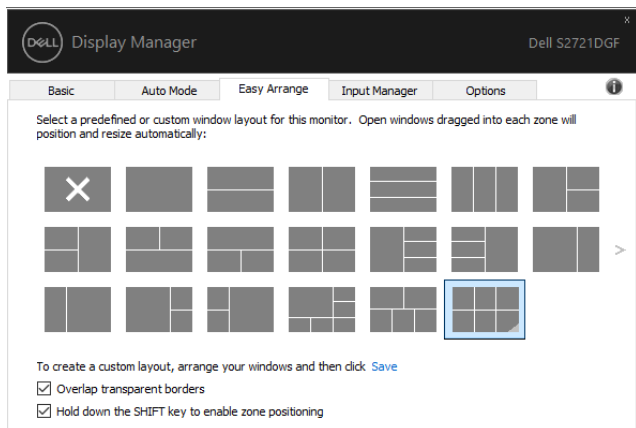 x
DELL Display Manager Dell S2721DGF
Basic Auto Mode Easy Arrange Input Manager Options i
Select a predefined or custom window layout for this monitor. Open windows dragged into each zone will
position and resize automatically:
>
To create a custom layout, arrange your windows and then click Save
Overlap transparent borders
Hold down the SHIFT key to enable zone positioning